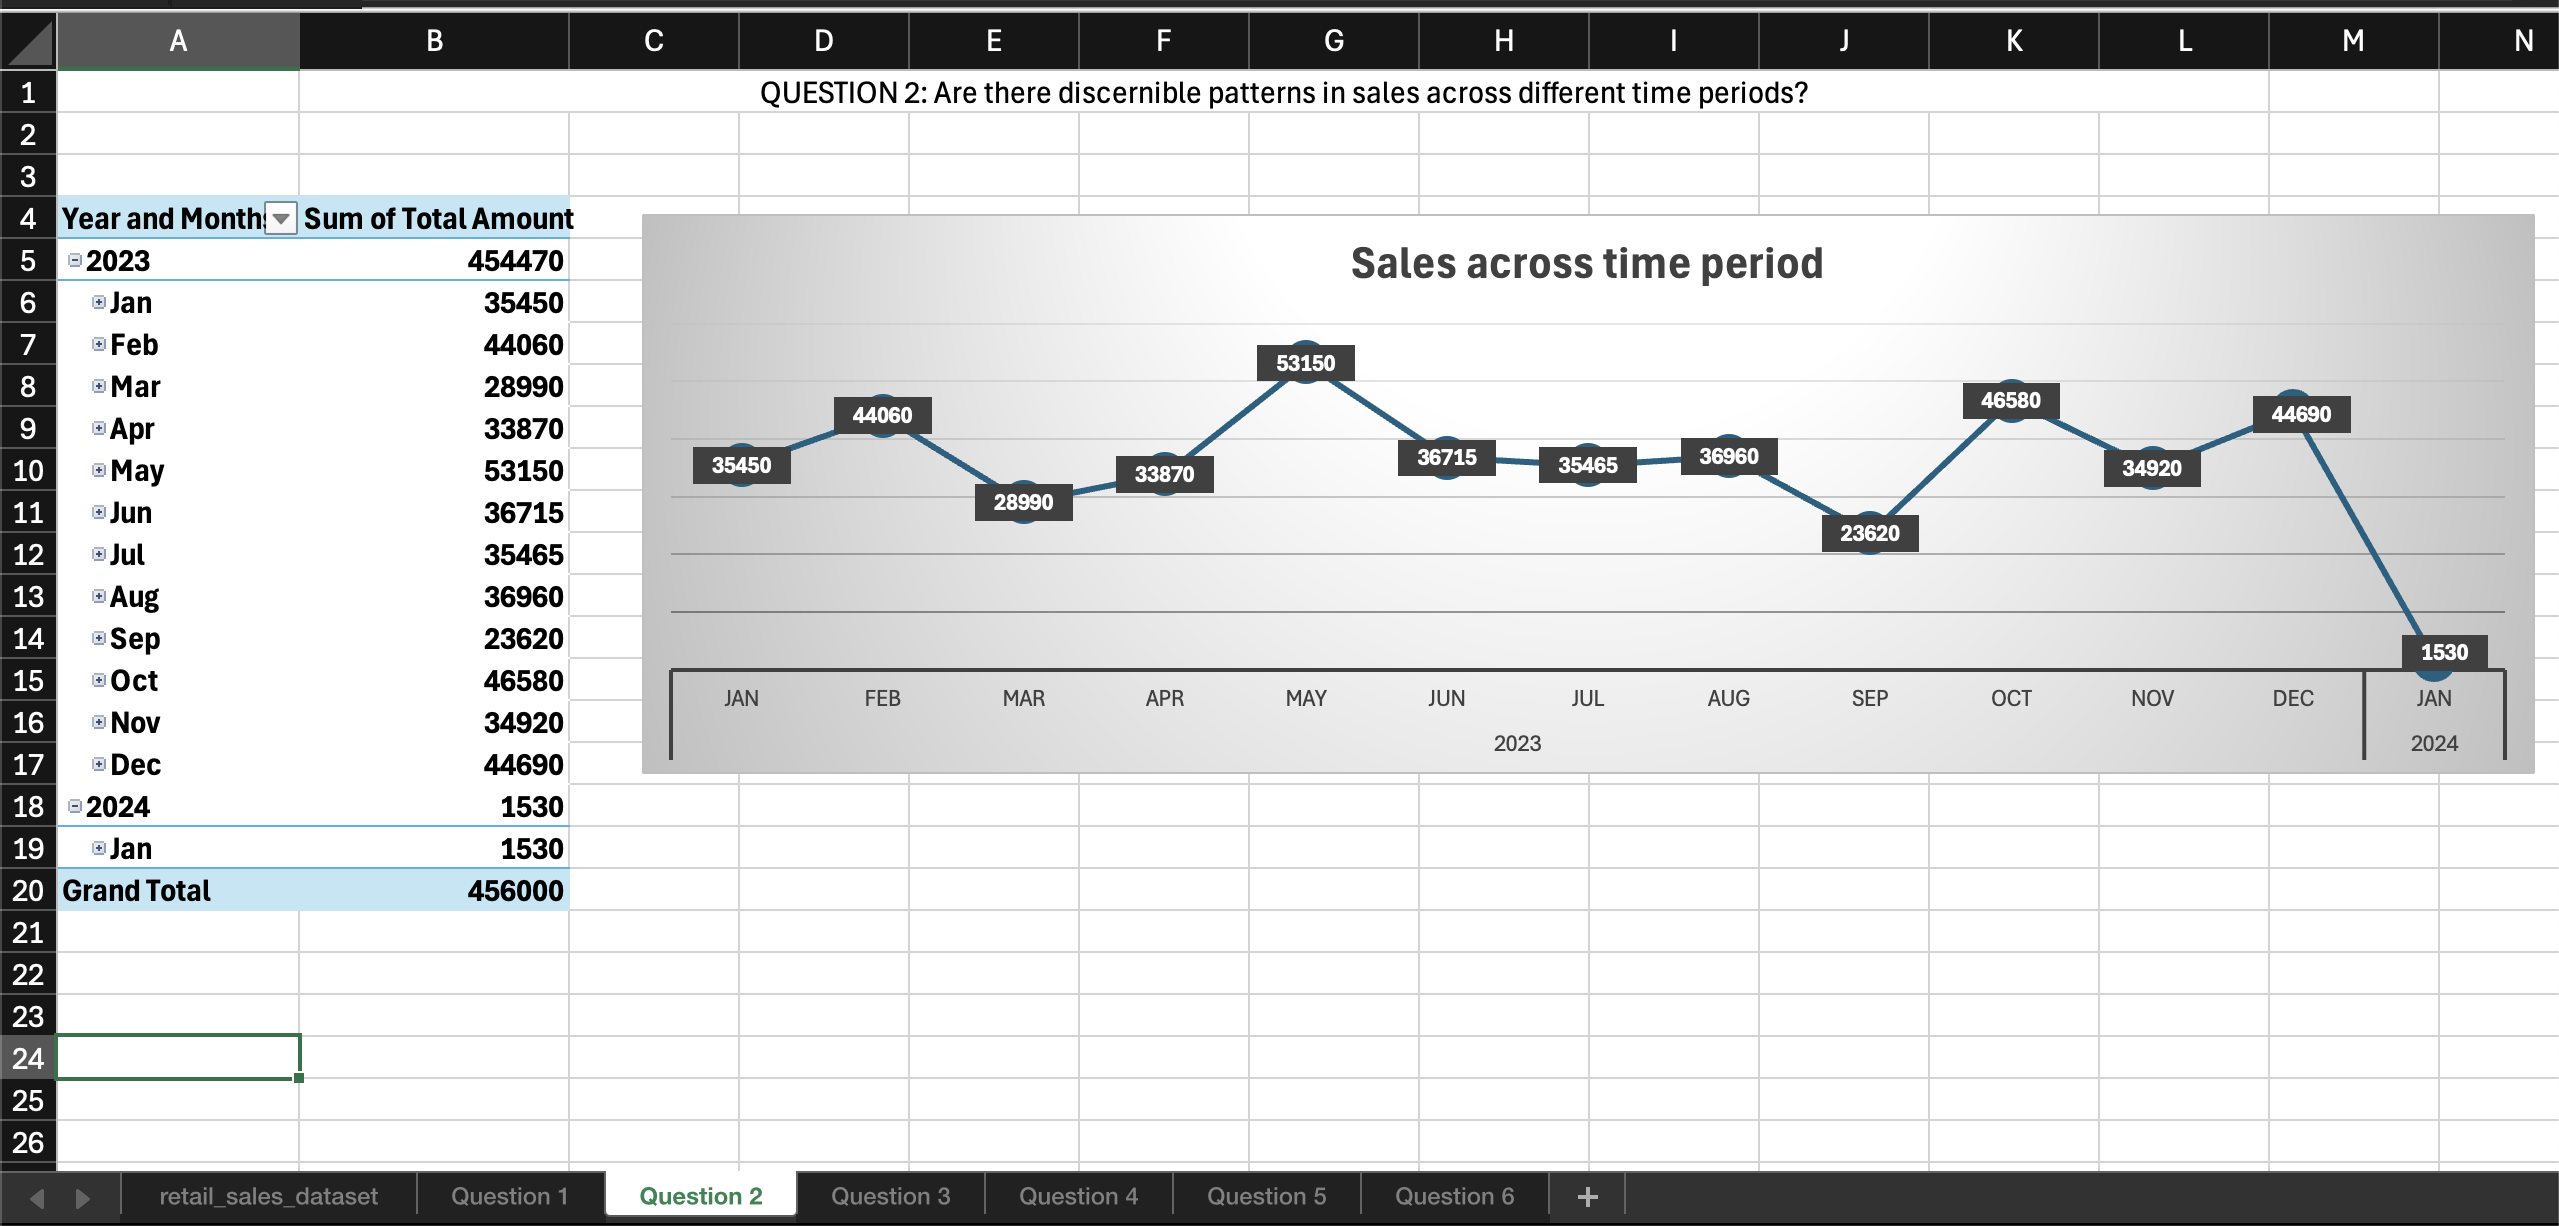 A B C D E F G H I J K L M N
1 QUESTION 2: Are there discernible patterns in sales across different time periods?
2
3
4 Year and Months Sum of Total Amount
5 2023 454470
6 Jan 35450
7 Feb 44060
8 Mar 28990
9 Apr 33870
10 May 53150
11 Jun 36715
12 Jul 35465
13 Aug 36960
14 Sep 23620
15 Oct 46580
16 Nov 34920
17 Dec 44690
18 2024 1530
19 Jan 1530
20 Grand Total 456000
21
22
23
24
25
26
Sales across time period
35450 44060 28990 33870 53150 36715 35465 36960 23620 46580 34920 44690 1530
JAN FEB MAR APR MAY JUN JUL AUG SEP OCT NOV DEC JAN
2023 2024
retail_sales_dataset Question 1 Question 2 Question 3 Question 4 Question 5 Question 6 +